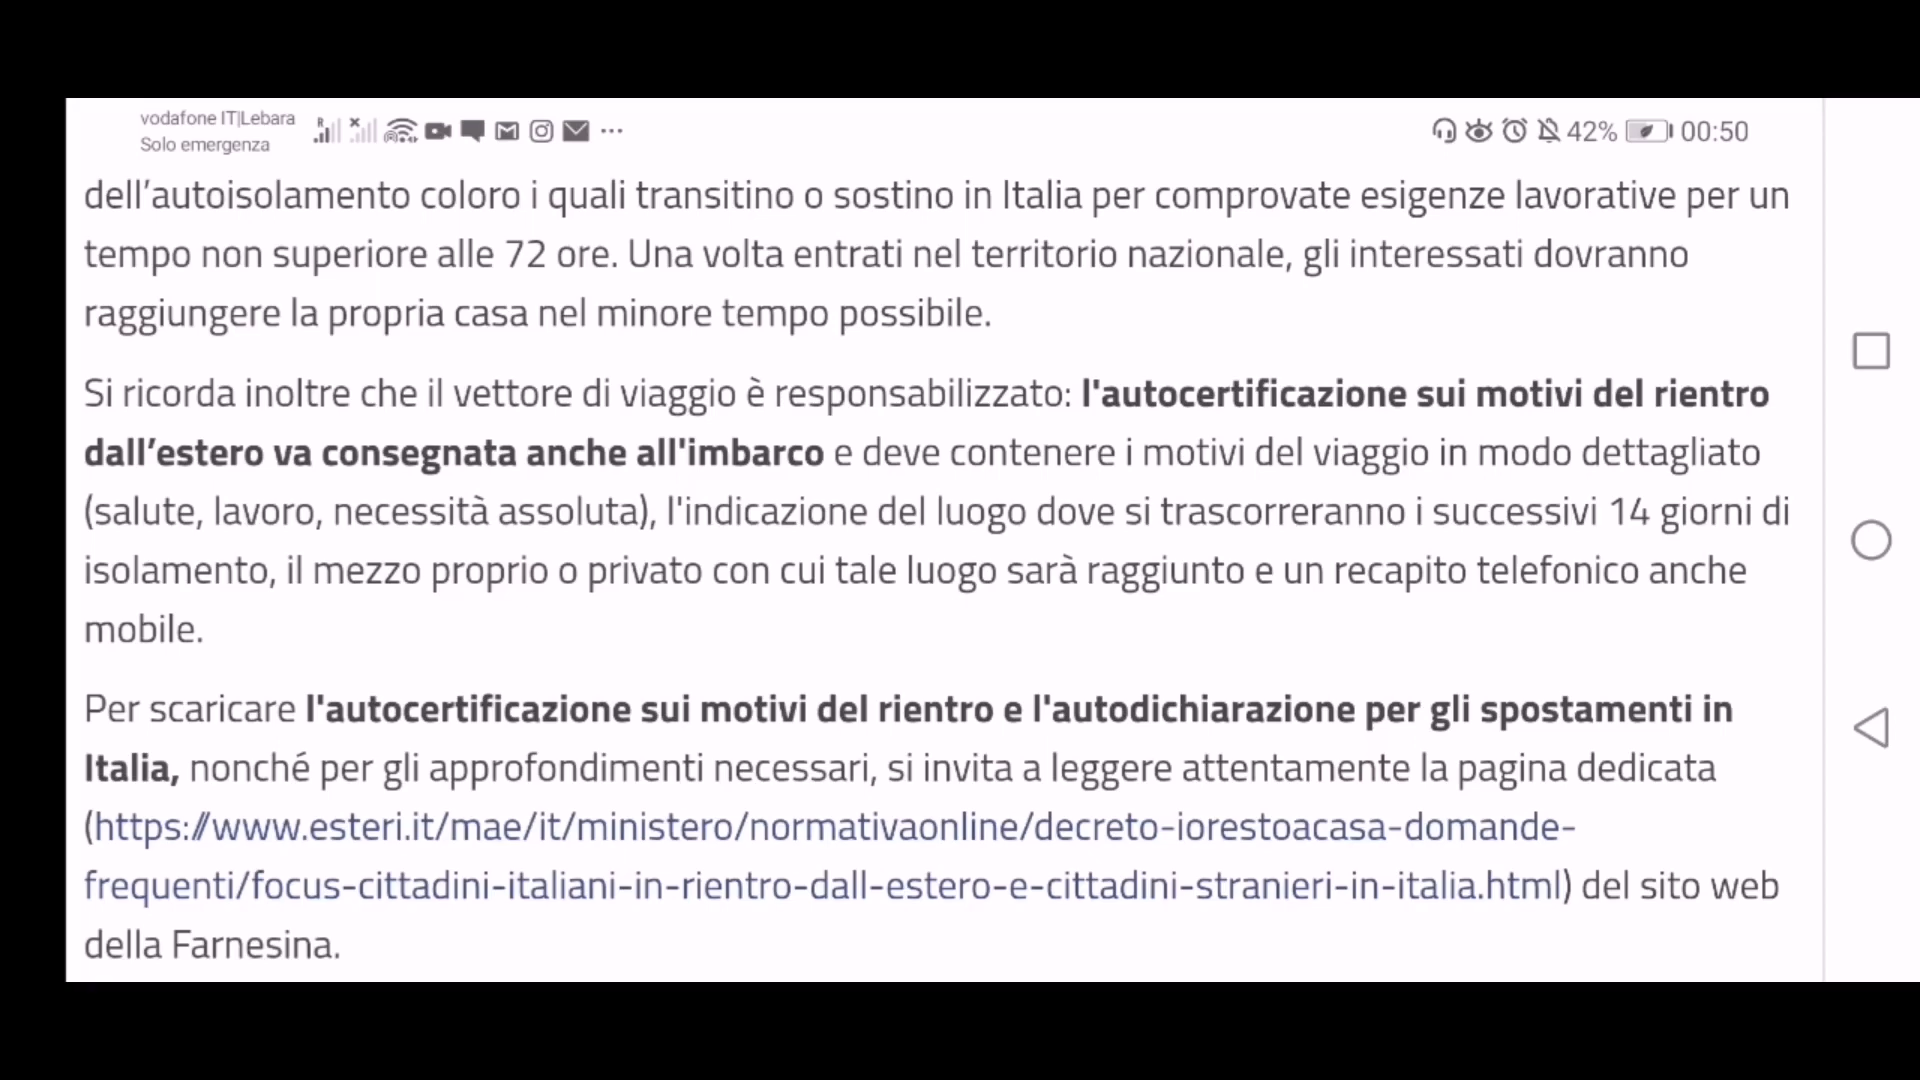 vodafone IT|Lebara
Solo emergenza
42% 00:50
dell’autoisolamento coloro i quali transitino o sostino in Italia per comprovate esigenze lavorative per un
tempo non superiore alle 72 ore. Una volta entrati nel territorio nazionale, gli interessati dovranno
raggiungere la propria casa nel minore tempo possibile.
Si ricorda inoltre che il vettore di viaggio è responsabilizzato: l'autocertificazione sui motivi del rientro
dall’estero va consegnata anche all'imbarco e deve contenere i motivi del viaggio in modo dettagliato
(salute, lavoro, necessità assoluta), l'indicazione del luogo dove si trascorreranno i successivi 14 giorni di
isolamento, il mezzo proprio o privato con cui tale luogo sarà raggiunto e un recapito telefonico anche
mobile.
Per scaricare l'autocertificazione sui motivi del rientro e l'autodichiarazione per gli spostamenti in
Italia, nonché per gli approfondimenti necessari, si invita a leggere attentamente la pagina dedicata
(https://www.esteri.it/mae/it/ministero/normativaonline/decreto-iorestoacasa-domande-
frequenti/focus-cittadini-italiani-in-rientro-dall-estero-e-cittadini-stranieri-in-italia.html) del sito web
della Farnesina.